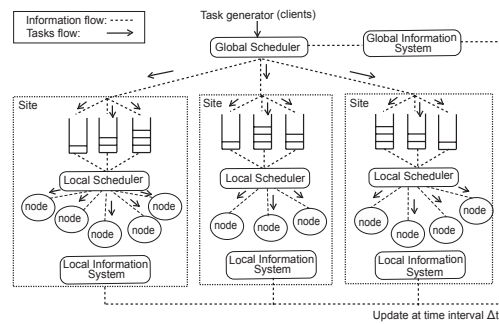 Information flow:
Tasks flow:
Task generator (clients)
Global Scheduler
Global Information
System
Site
Site
Site
Local Scheduler
Local Scheduler
Local Scheduler
node
node
node
node
node
node
node
node
node
node
node
node
Local Information
System
Local Information
System
Local Information
System
Update at time interval Δt